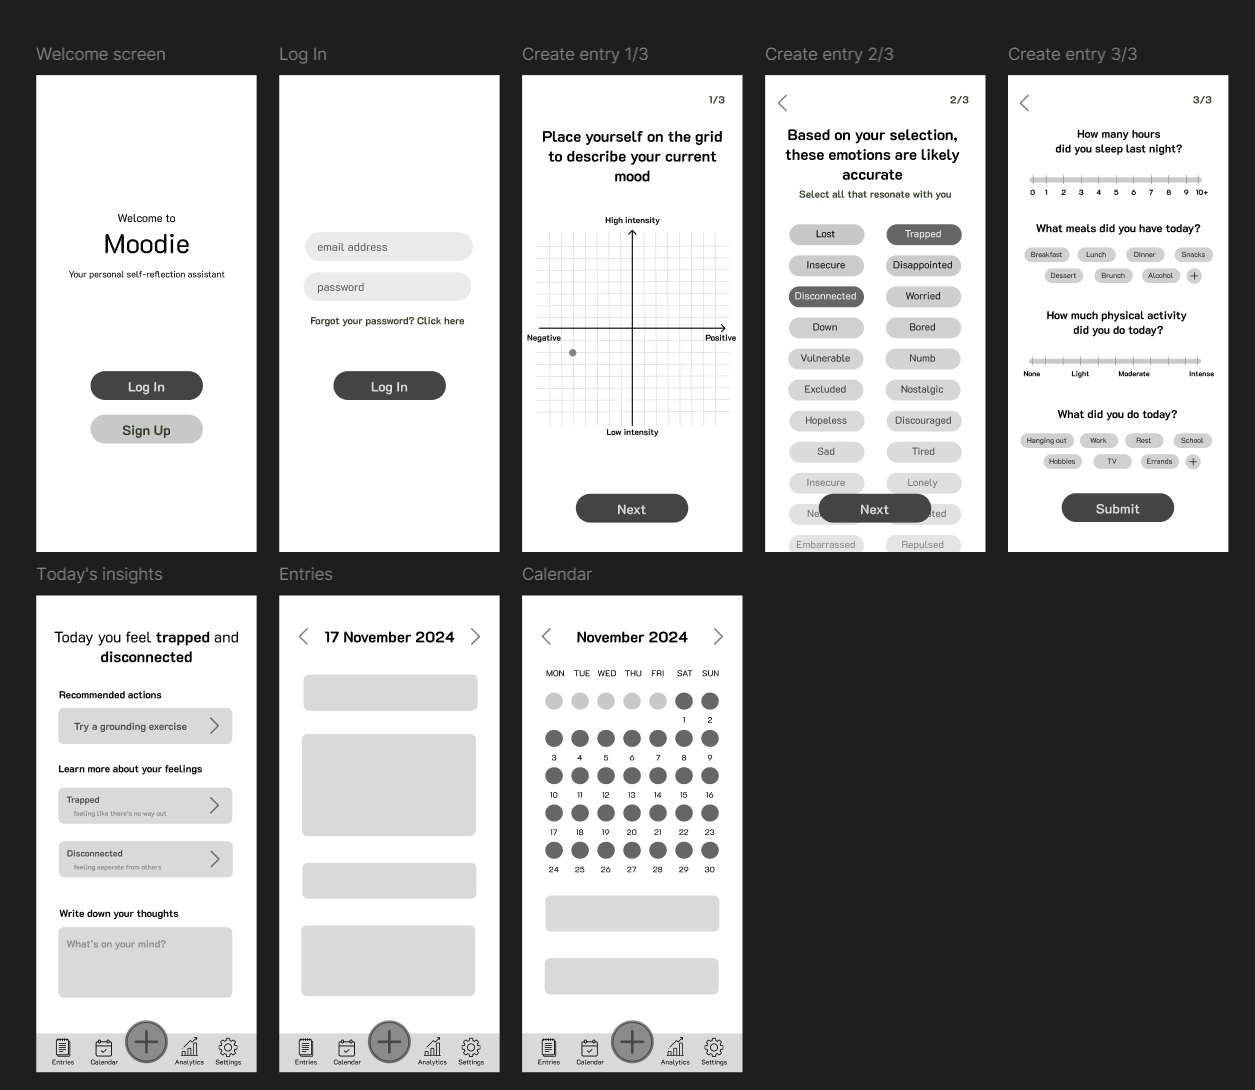 Welcome screen
Welcome to
Moodie
Your personal self-reflection assistant
Log In
Sign Up
Log In
email address
password
Forgot your password? Click here
Log In
Create entry 1/3
1/3
Place yourself on the grid
to describe your current
mood
High intensity
Negative
Positive
Low intensity
Next
Create entry 2/3
2/3
Based on your selection,
these emotions are likely
accurate
Select all that resonate with you
Lost Trapped
Insecure Disappointed
Disconnected Worried
Down Bored
Vulnerable Numb
Excluded Nostalgic
Hopeless Discouraged
Sad Tired
Insecure Lonely
Next
Embarrassed Repulsed
Create entry 3/3
3/3
How many hours
did you sleep last night?
0 1 2 3 4 5 6 7 8 9 10+
What meals did you have today?
Breakfast Lunch Dinner Snacks
Dessert Brunch Alcohol +
How much physical activity
did you do today?
None Light Moderate Intense
What did you do today?
Hanging out Work Rest School
Hobbies TV Errands +
Submit
Today's insights
Today you feel trapped and
disconnected
Recommended actions
Try a grounding exercise
Learn more about your feelings
Trapped
feeling like there's no way out
Disconnected
feeling seperate from others
Write down your thoughts
What's on your mind?
Entries Calendar Analytics Settings
Entries
17 November 2024
Entries Calendar Analytics Settings
Calendar
November 2024
MON TUE WED THU FRI SAT SUN
1 2
3 4 5 6 7 8 9
10 11 12 13 14 15 16
17 18 19 20 21 22 23
24 25 26 27 28 29 30
Entries Calendar Analytics Settings